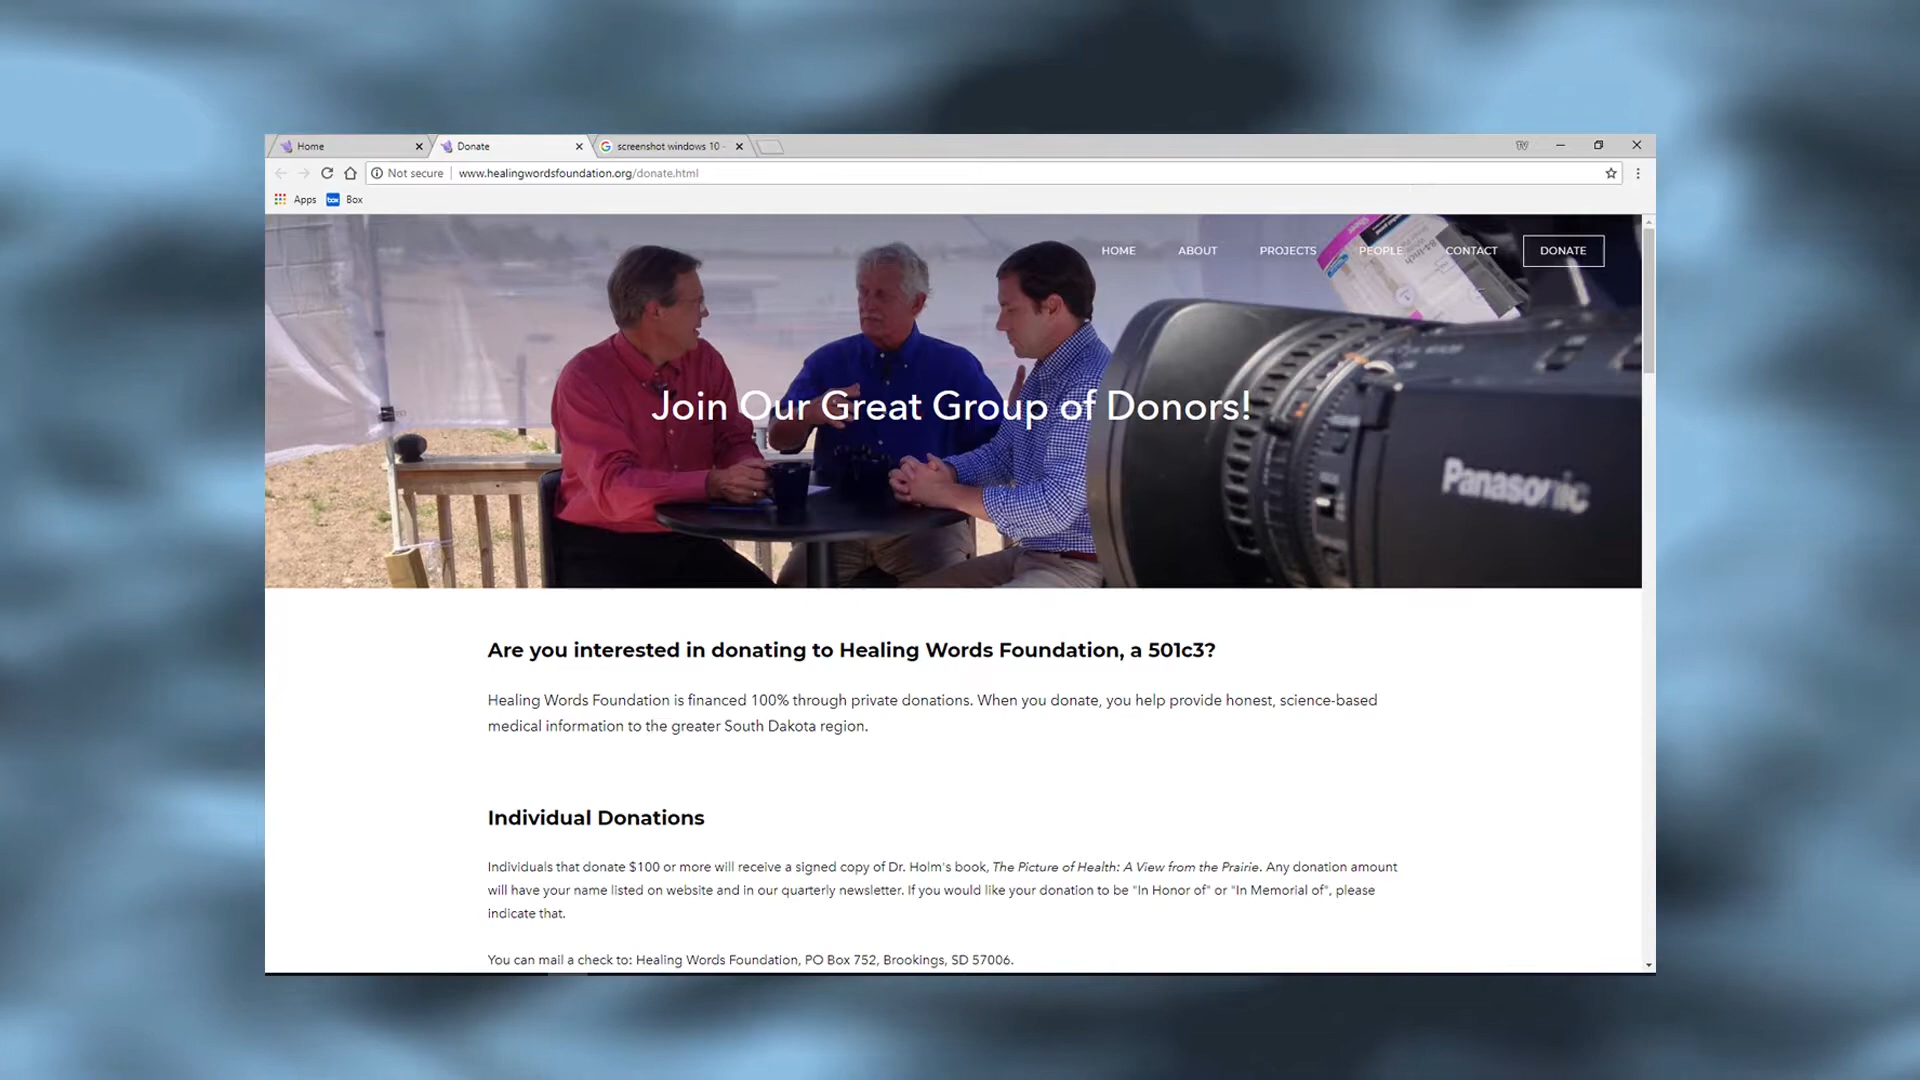 Home
Donate
screenshot windows 10 -
Not secure
www.healingwordsfoundation.org/donate.html
Apps
box
Box
HOME
ABOUT
PROJECTS
PEOPLE
CONTACT
DONATE
84-inch
Join Our Great Group of Donors!
Panasonic
Are you interested in donating to Healing Words Foundation, a 501c3?
Healing Words Foundation is financed 100% through private donations. When you donate, you help provide honest, science-based
medical information to the greater South Dakota region.
Individual Donations
Individuals that donate $100 or more will receive a signed copy of Dr. Holm's book, The Picture of Health: A View from the Prairie. Any donation amount
will have your name listed on website and in our quarterly newsletter. If you would like your donation to be "In Honor of" or "In Memorial of", please
indicate that.
You can mail a check to: Healing Words Foundation, PO Box 752, Brookings, SD 57006.